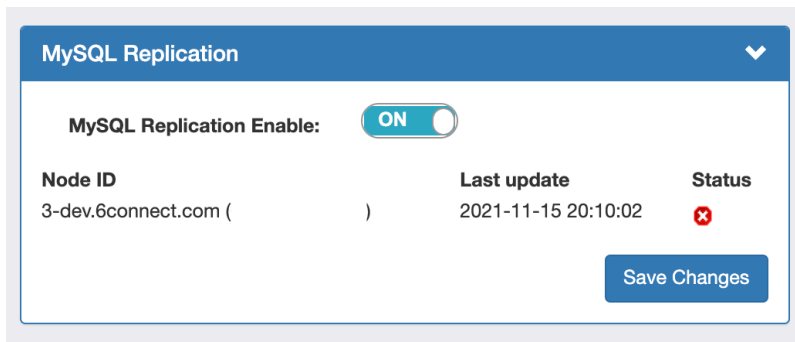 MySQL Replication
MySQL Replication Enable: ON
Node ID Last update Status
3-dev.6connect.com ( ) 2021-11-15 20:10:02
Save Changes